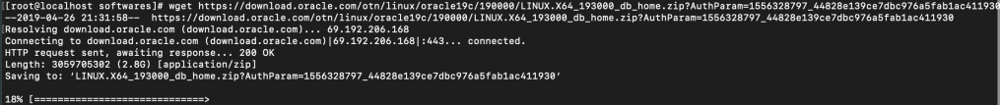 [root@localhost softwares]# wget https://download.oracle.com/otn/linux/oracle19c/190000/LINUX.X64_193000_db_home.zip?AuthParam=1556328797_44828e139ce7dbc976a5fab1ac411930
--2019-04-26 21:31:58--  https://download.oracle.com/otn/linux/oracle19c/190000/LINUX.X64_193000_db_home.zip?AuthParam=1556328797_44828e139ce7dbc976a5fab1ac411930
Resolving download.oracle.com (download.oracle.com)... 69.192.206.168
Connecting to download.oracle.com (download.oracle.com)|69.192.206.168|:443... connected.
HTTP request sent, awaiting response... 200 OK
Length: 3059705302 (2.8G) [application/zip]
Saving to: ‘LINUX.X64_193000_db_home.zip?AuthParam=1556328797_44828e139ce7dbc976a5fab1ac411930’
18% [=============================>